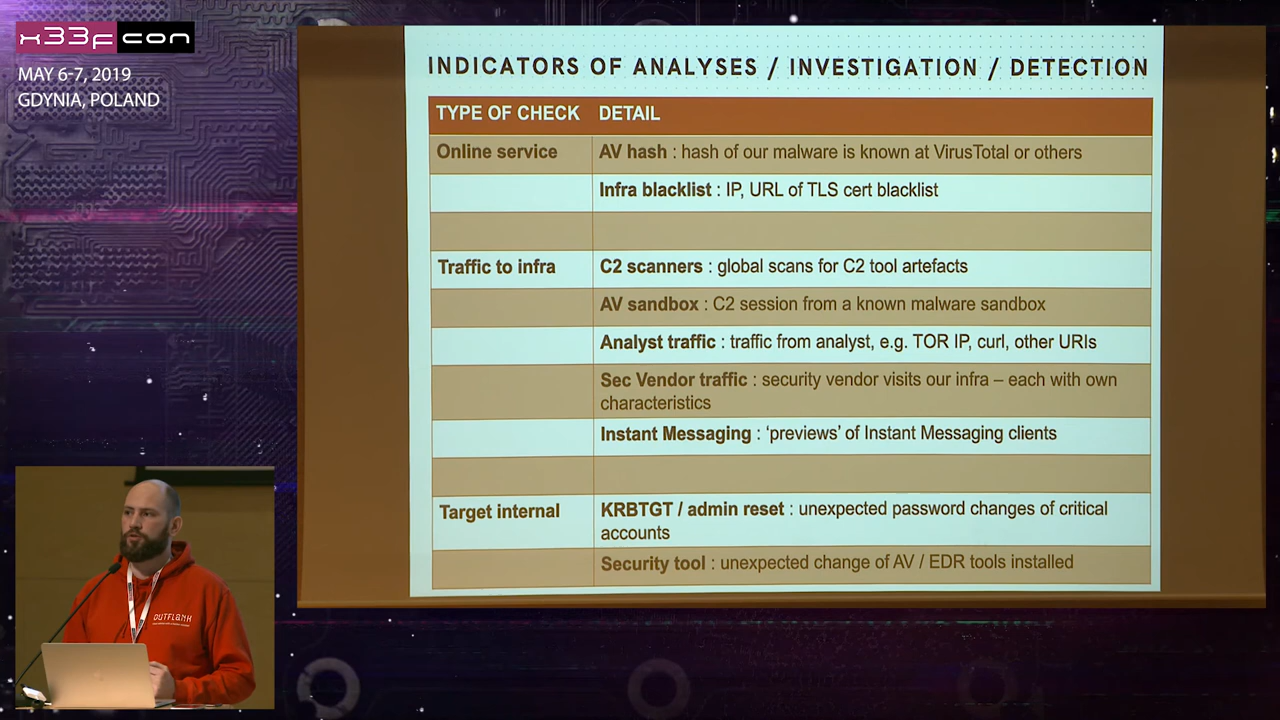 x33fcon
MAY 6-7, 2019
GDYNIA, POLAND
INDICATORS OF ANALYSES / INVESTIGATION / DETECTION
TYPE OF CHECK DETAIL
Online service AV hash : hash of our malware is known at VirusTotal or others
Infra blacklist : IP, URL of TLS cert blacklist
Traffic to infra C2 scanners : global scans for C2 tool artefacts
AV sandbox : C2 session from a known malware sandbox
Analyst traffic : traffic from analyst, e.g. TOR IP, curl, other URIs
Sec Vendor traffic : security vendor visits our infra – each with own
characteristics
Instant Messaging : ‘previews’ of Instant Messaging clients
Target internal KRBTGT / admin reset : unexpected password changes of critical
accounts
Security tool : unexpected change of AV / EDR tools installed
OUTFLANK